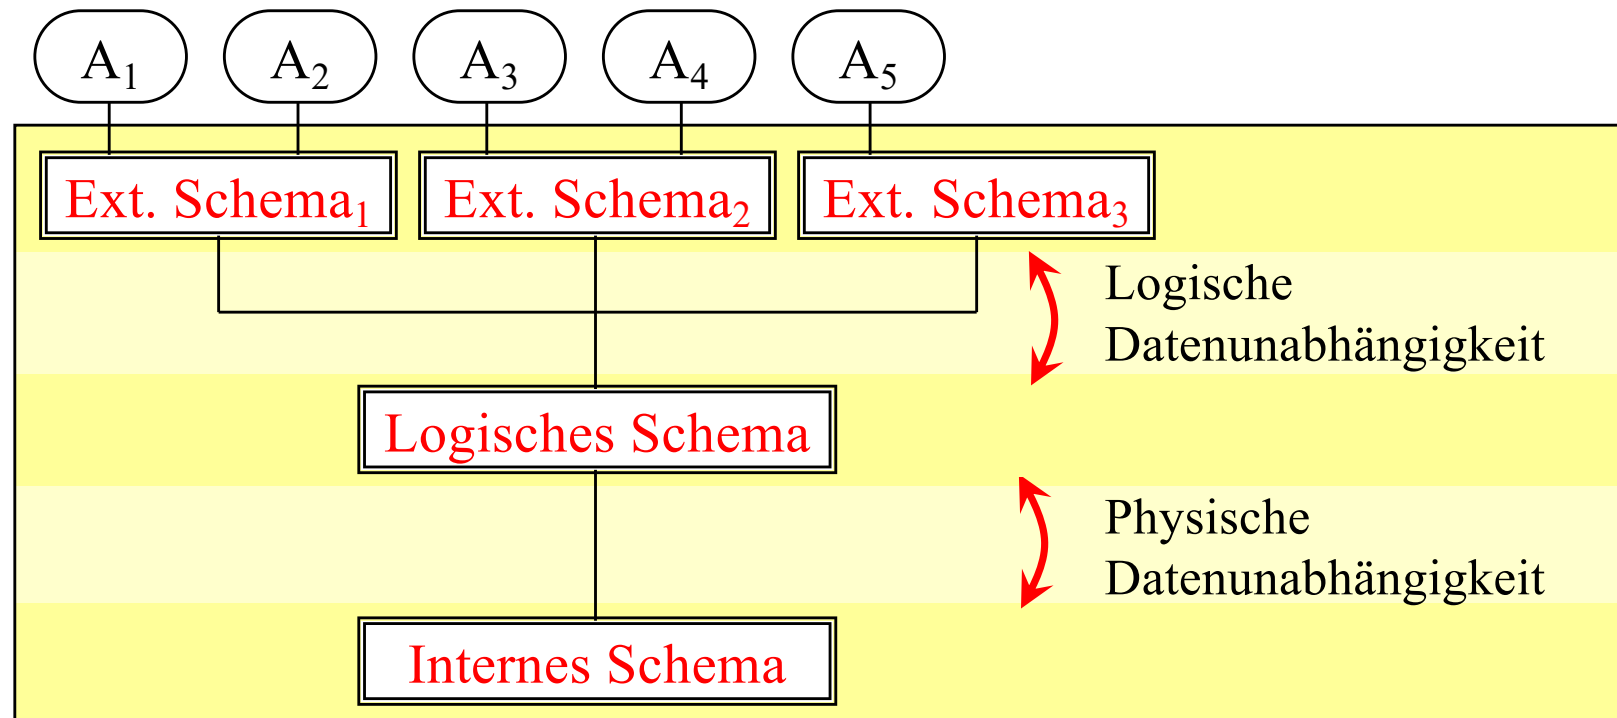 A₁ A₂ A₃ A₄ A₅
Ext. Schema₁ Ext. Schema₂ Ext. Schema₃
Logische
Datenunabhängigkeit
Logisches Schema
Physische
Datenunabhängigkeit
Internes Schema